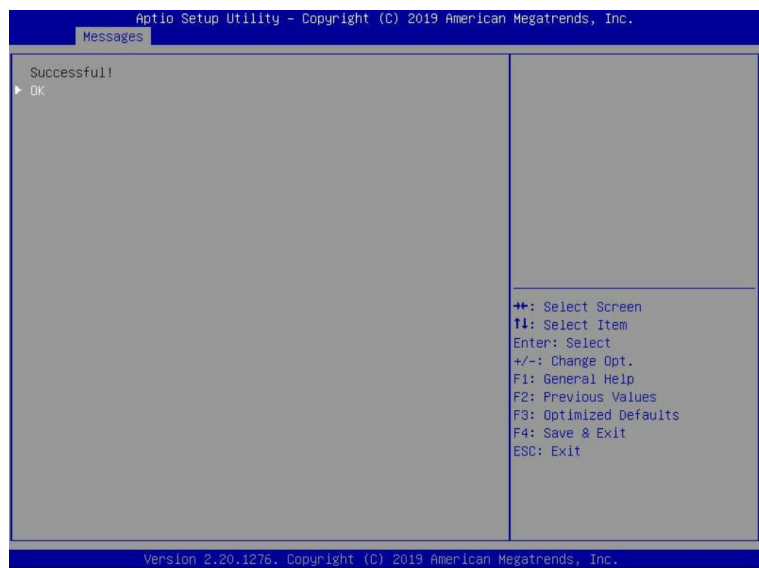 Aptio Setup Utility – Copyright (C) 2019 American Megatrends, Inc.
Messages
Successful!
▶ OK
→←: Select Screen
↑↓: Select Item
Enter: Select
+/-: Change Opt.
F1: General Help
F2: Previous Values
F3: Optimized Defaults
F4: Save & Exit
ESC: Exit
Version 2.20.1276. Copyright (C) 2019 American Megatrends, Inc.